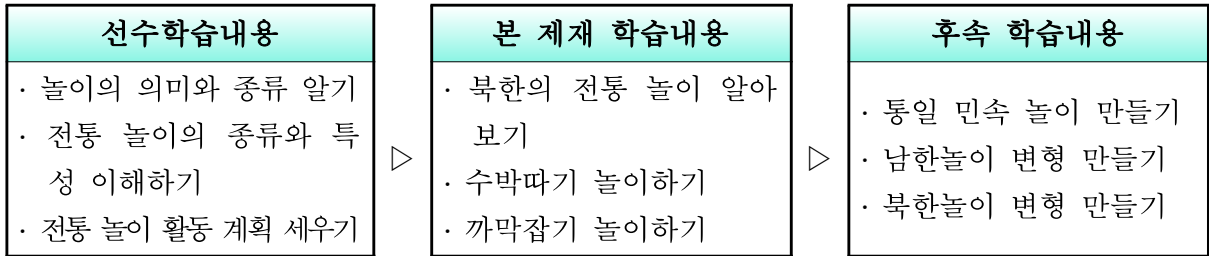 선수학습내용
· 놀이의 의미와 종류 알기
· 전통 놀이의 종류와 특
성 이해하기
· 전통 놀이 활동 계획 세우기
▷
본 제재 학습내용
· 북한의 전통 놀이 알아
보기
· 수박따기 놀이하기
· 까막잡기 놀이하기
▷
후속 학습내용
· 통일 민속 놀이 만들기
· 남한놀이 변형 만들기
· 북한놀이 변형 만들기